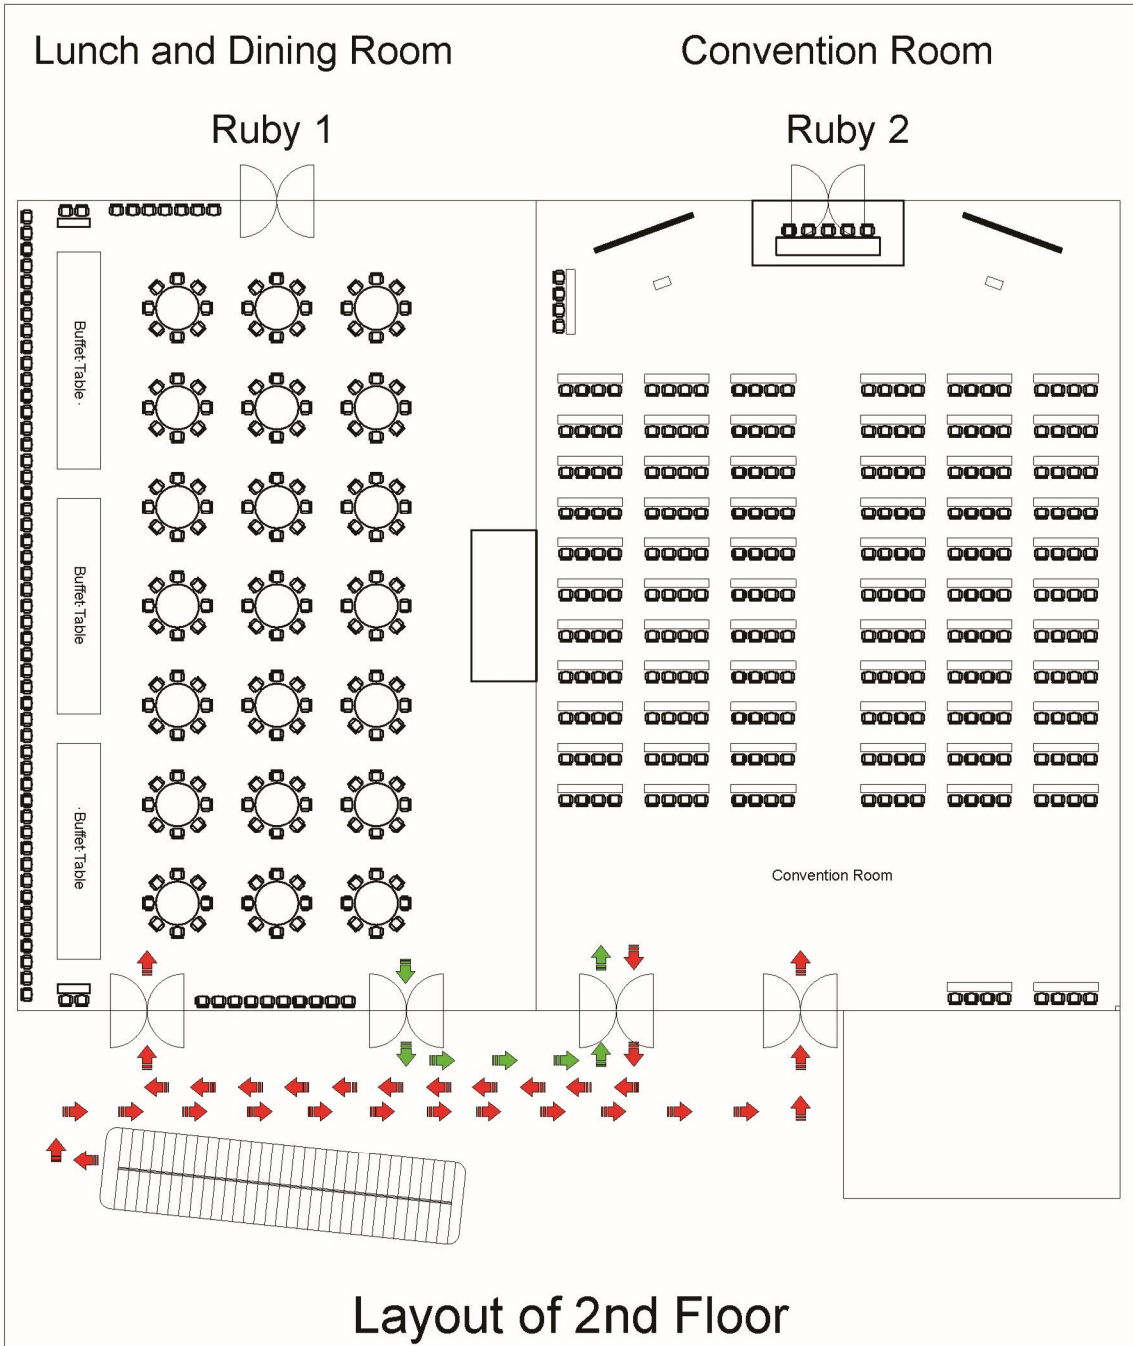 Lunch and Dining Room
Convention Room
Ruby 1
Ruby 2
Buffet Table
Buffet Table
Buffet Table
Convention Room
Layout of 2nd Floor